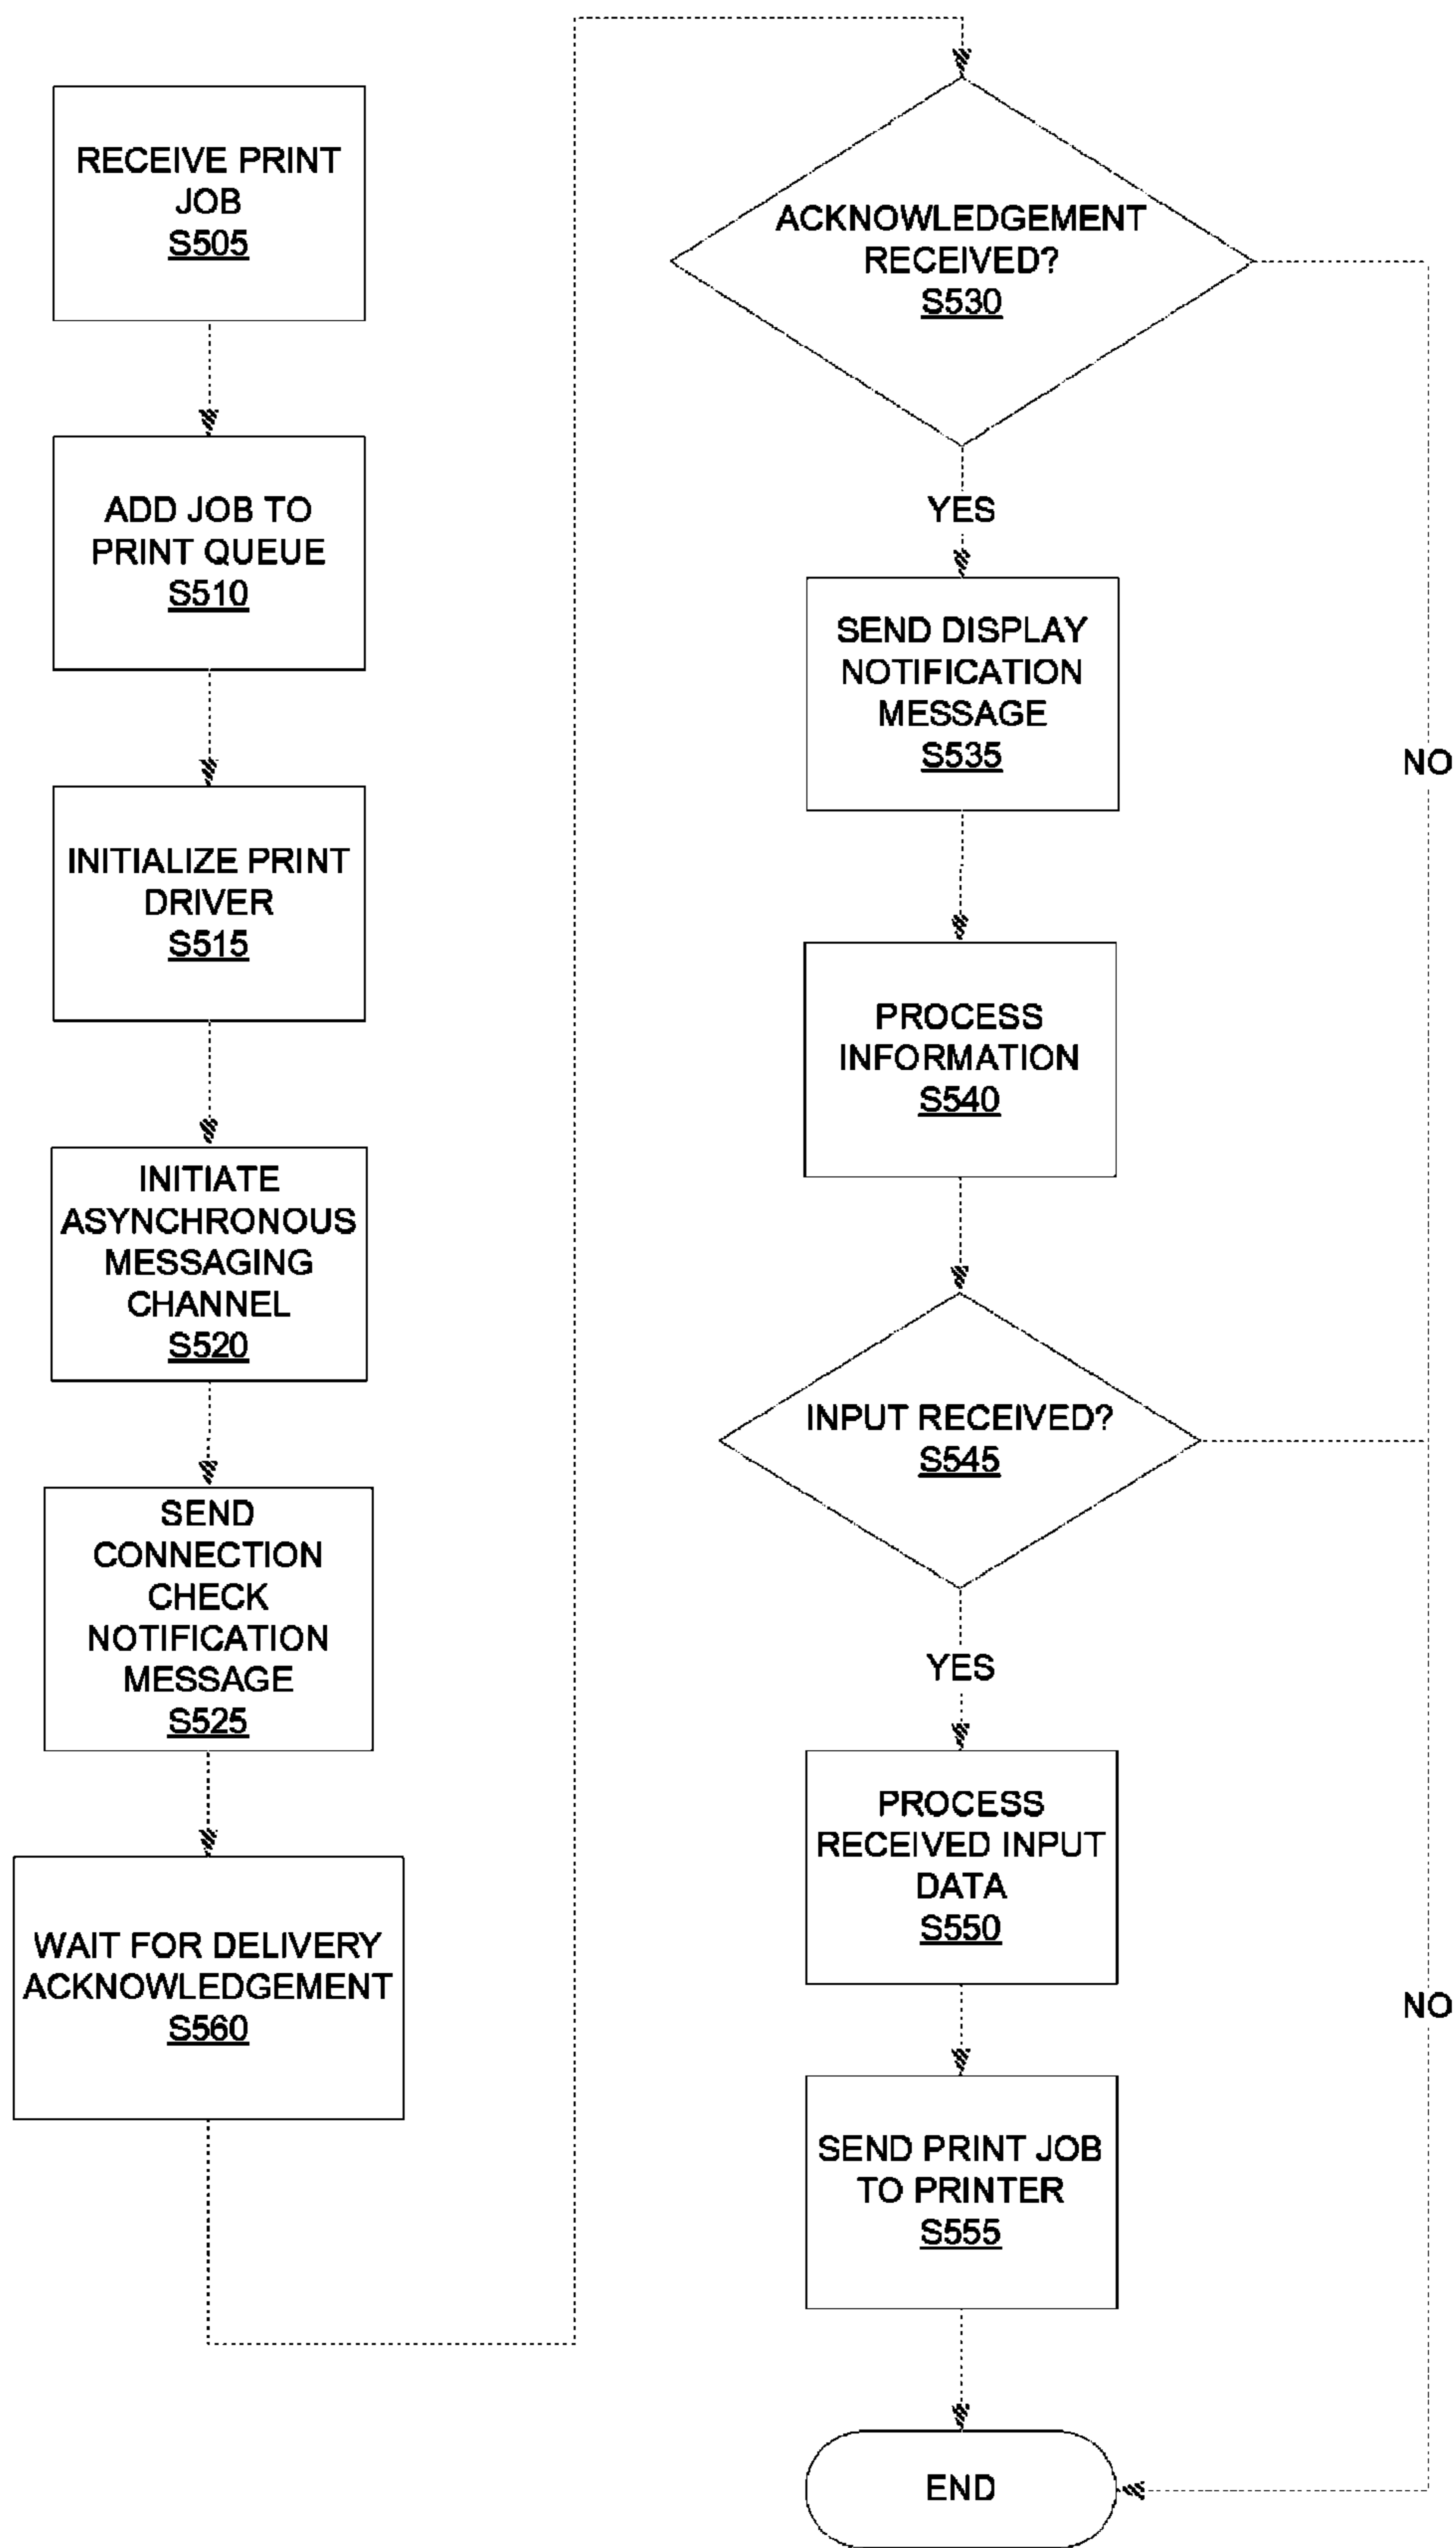 RECEIVE PRINT
JOB
S505
ADD JOB TO
PRINT QUEUE
S510
INITIALIZE PRINT
DRIVER
S515
INITIATE
ASYNCHRONOUS
MESSAGING
CHANNEL
S520
SEND
CONNECTION
CHECK
NOTIFICATION
MESSAGE
S525
WAIT FOR DELIVERY
ACKNOWLEDGEMENT
S560
ACKNOWLEDGEMENT
RECEIVED?
S530
YES
NO
SEND DISPLAY
NOTIFICATION
MESSAGE
S535
PROCESS
INFORMATION
S540
INPUT RECEIVED?
S545
YES
NO
PROCESS
RECEIVED INPUT
DATA
S550
SEND PRINT JOB
TO PRINTER
S555
END